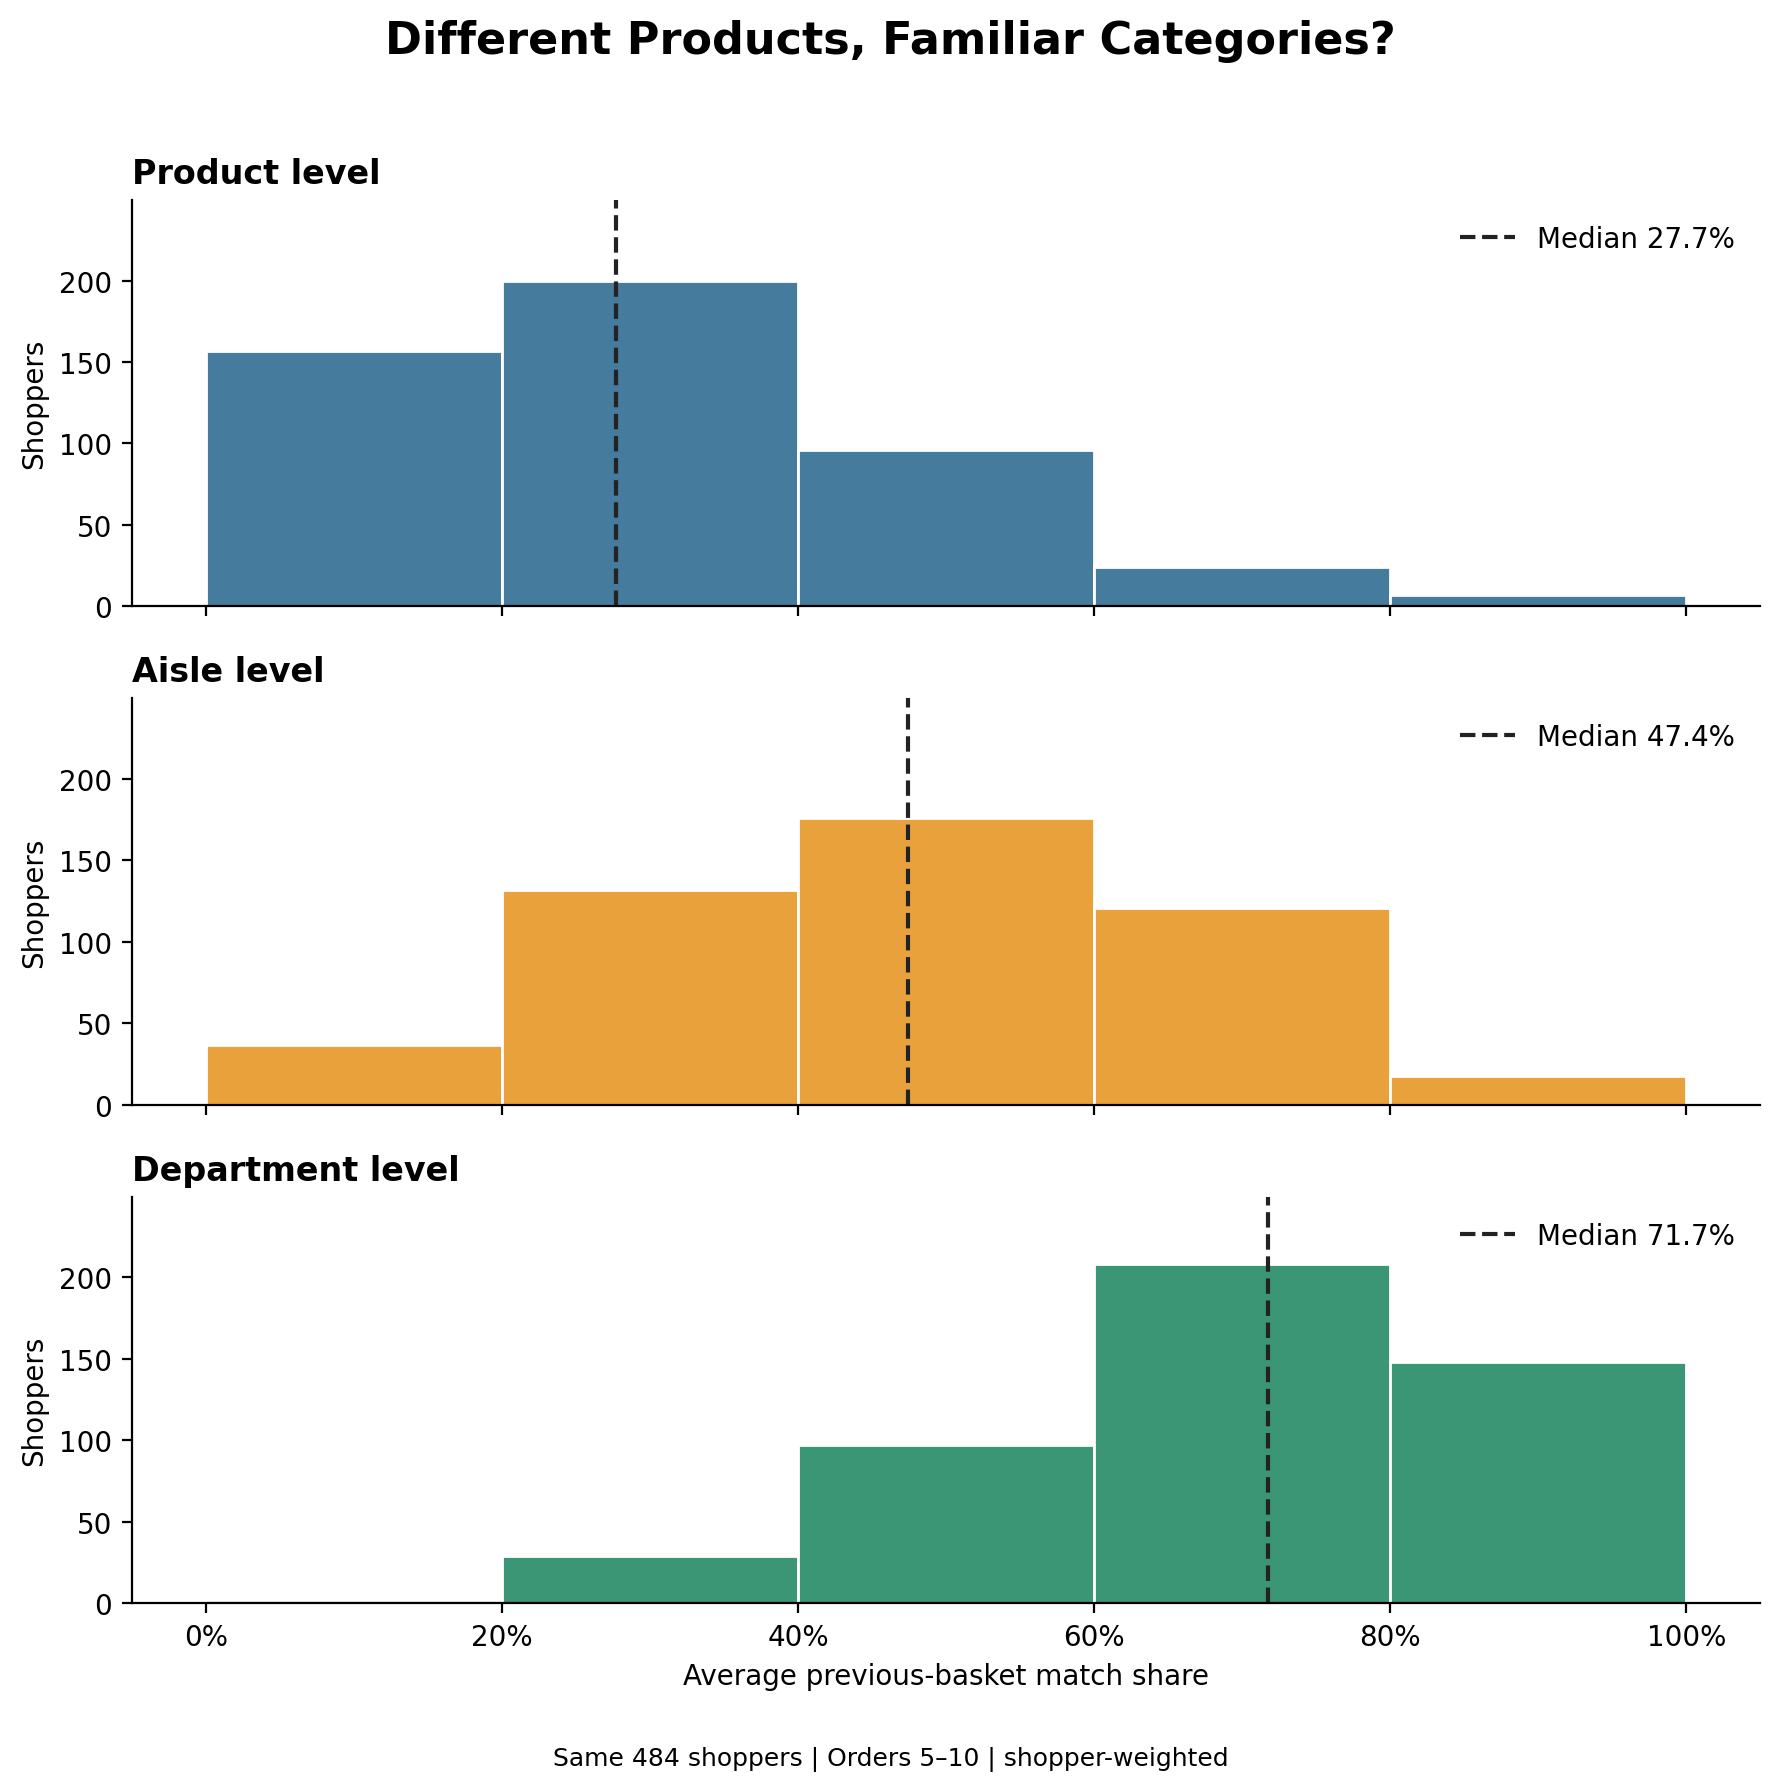 Different Products, Familiar Categories?
Product level
Median 27.7%
Shoppers
200
150
100
50
0
Aisle level
Median 47.4%
Shoppers
200
150
100
50
0
Department level
Median 71.7%
Shoppers
200
150
100
50
0
0% 20% 40% 60% 80% 100%
Average previous-basket match share
Same 484 shoppers | Orders 5–10 | shopper-weighted